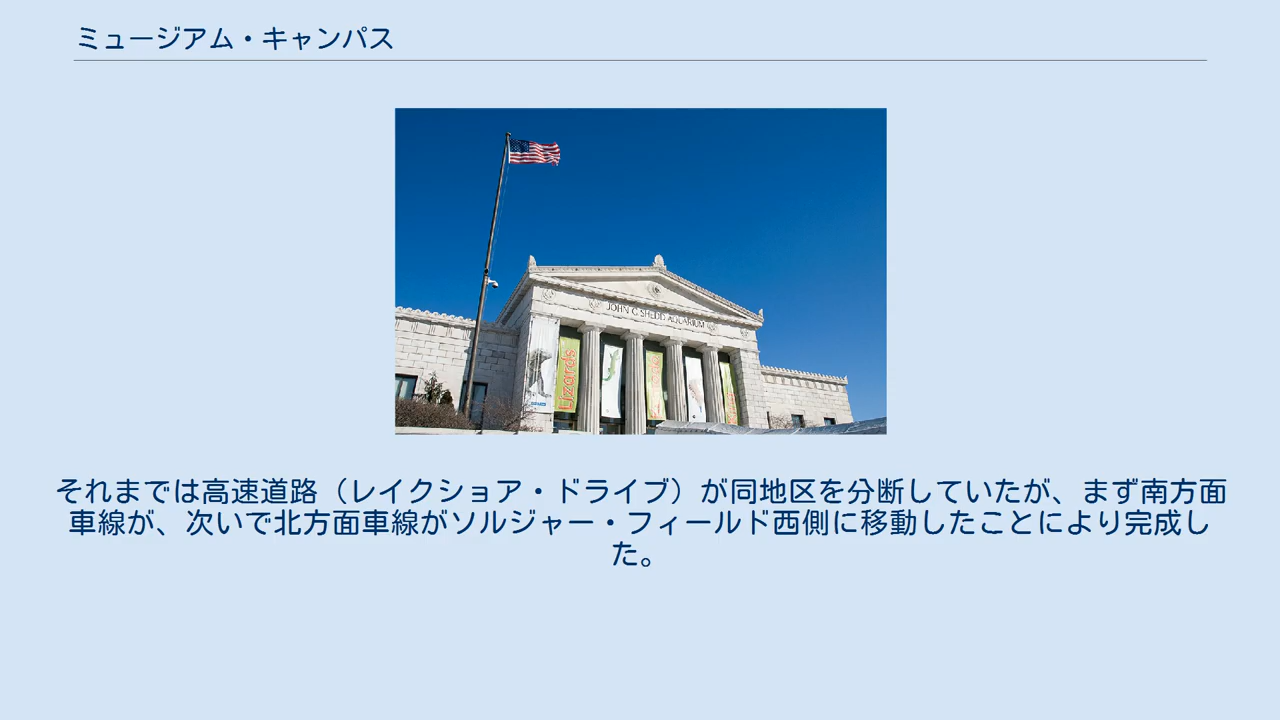 ミュージアム・キャンパス
JOHN G SHEDD AQUARIUM
Lizards
それまでは高速道路（レイクショア・ドライブ）が同地区を分断していたが、まず南方面
車線が、次いで北方面車線がソルジャー・フィールド西側に移動したことにより完成し
た。